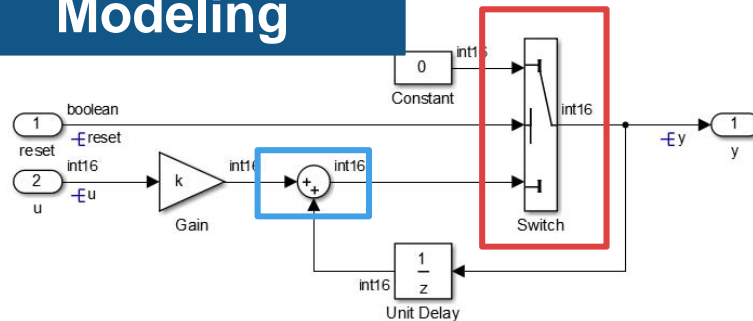 Modeling
int16
0
Constant
boolean
1
reset
reset
int16
2
u
u
k
Gain
int16
+
+
int16
int16
Switch
y
1
y
int16
1
z
Unit Delay